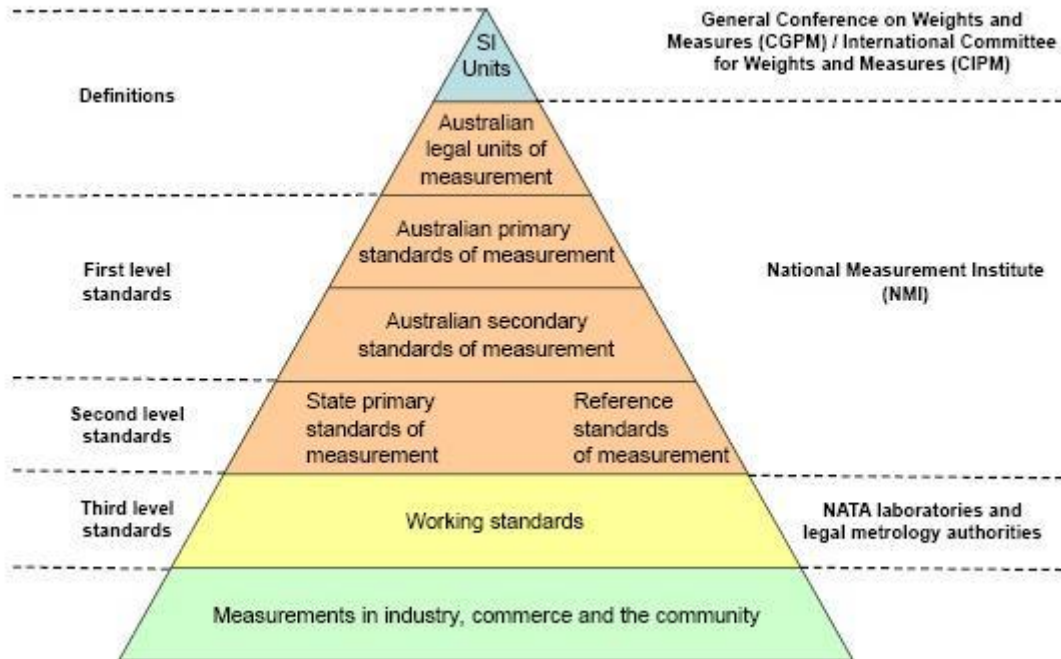 General Conference on Weights and
Measures (CGPM) / International Committee
for Weights and Measures (CIPM)
SI
Units
Definitions
Australian
legal units of
measurement
Australian primary
standards of measurement
First level
standards
National Measurement Institute
(NMI)
Australian secondary
standards of measurement
Second level
standards
State primary
standards of
measurement
Reference
standards
of measurement
Third level
standards
Working standards
NATA laboratories and
legal metrology authorities
Measurements in industry, commerce and the community